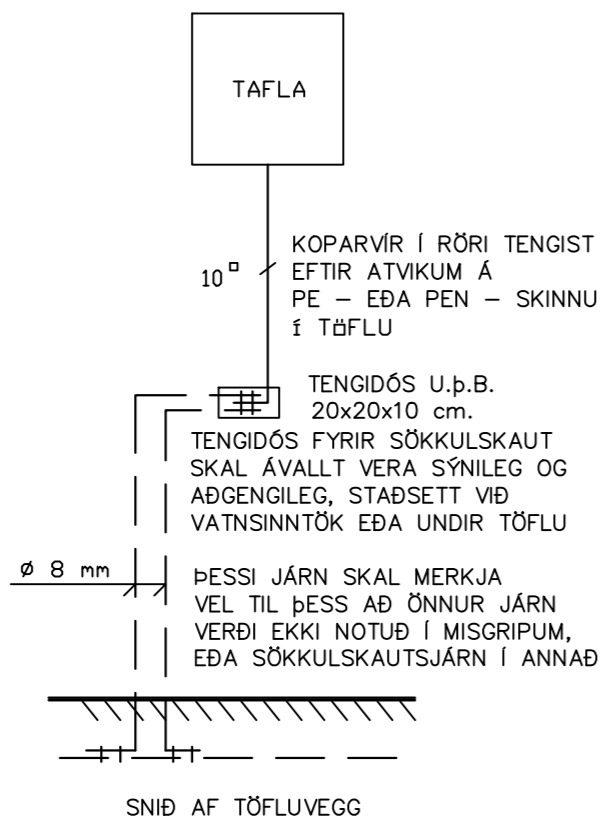 TAFLA
KOPARVÍR Í RÖRI TENGIST
10□
EFTIR ATVIKUM Á
PE – EÐA PEN – SKINNU
í T¤FLU
TENGIDÓS U.þ.B.
20x20x10 cm.
TENGIDÓS FYRIR SÖKKULSKAUT
SKAL ÁVALLT VERA SÝNILEG OG
AÐGENGILEG, STAÐSETT VIÐ
VATNSINNTÖK EÐA UNDIR TÖFLU
ø 8 mm
ÞESSI JÁRN SKAL MERKJA
VEL TIL ÞESS AÐ ÖNNUR JÁRN
VERÐI EKKI NOTUÐ Í MISGRIPUM,
EÐA SÖKKULSKAUTSJÁRN Í ANNAÐ
SNIÐ AF TÖFLUVEGG